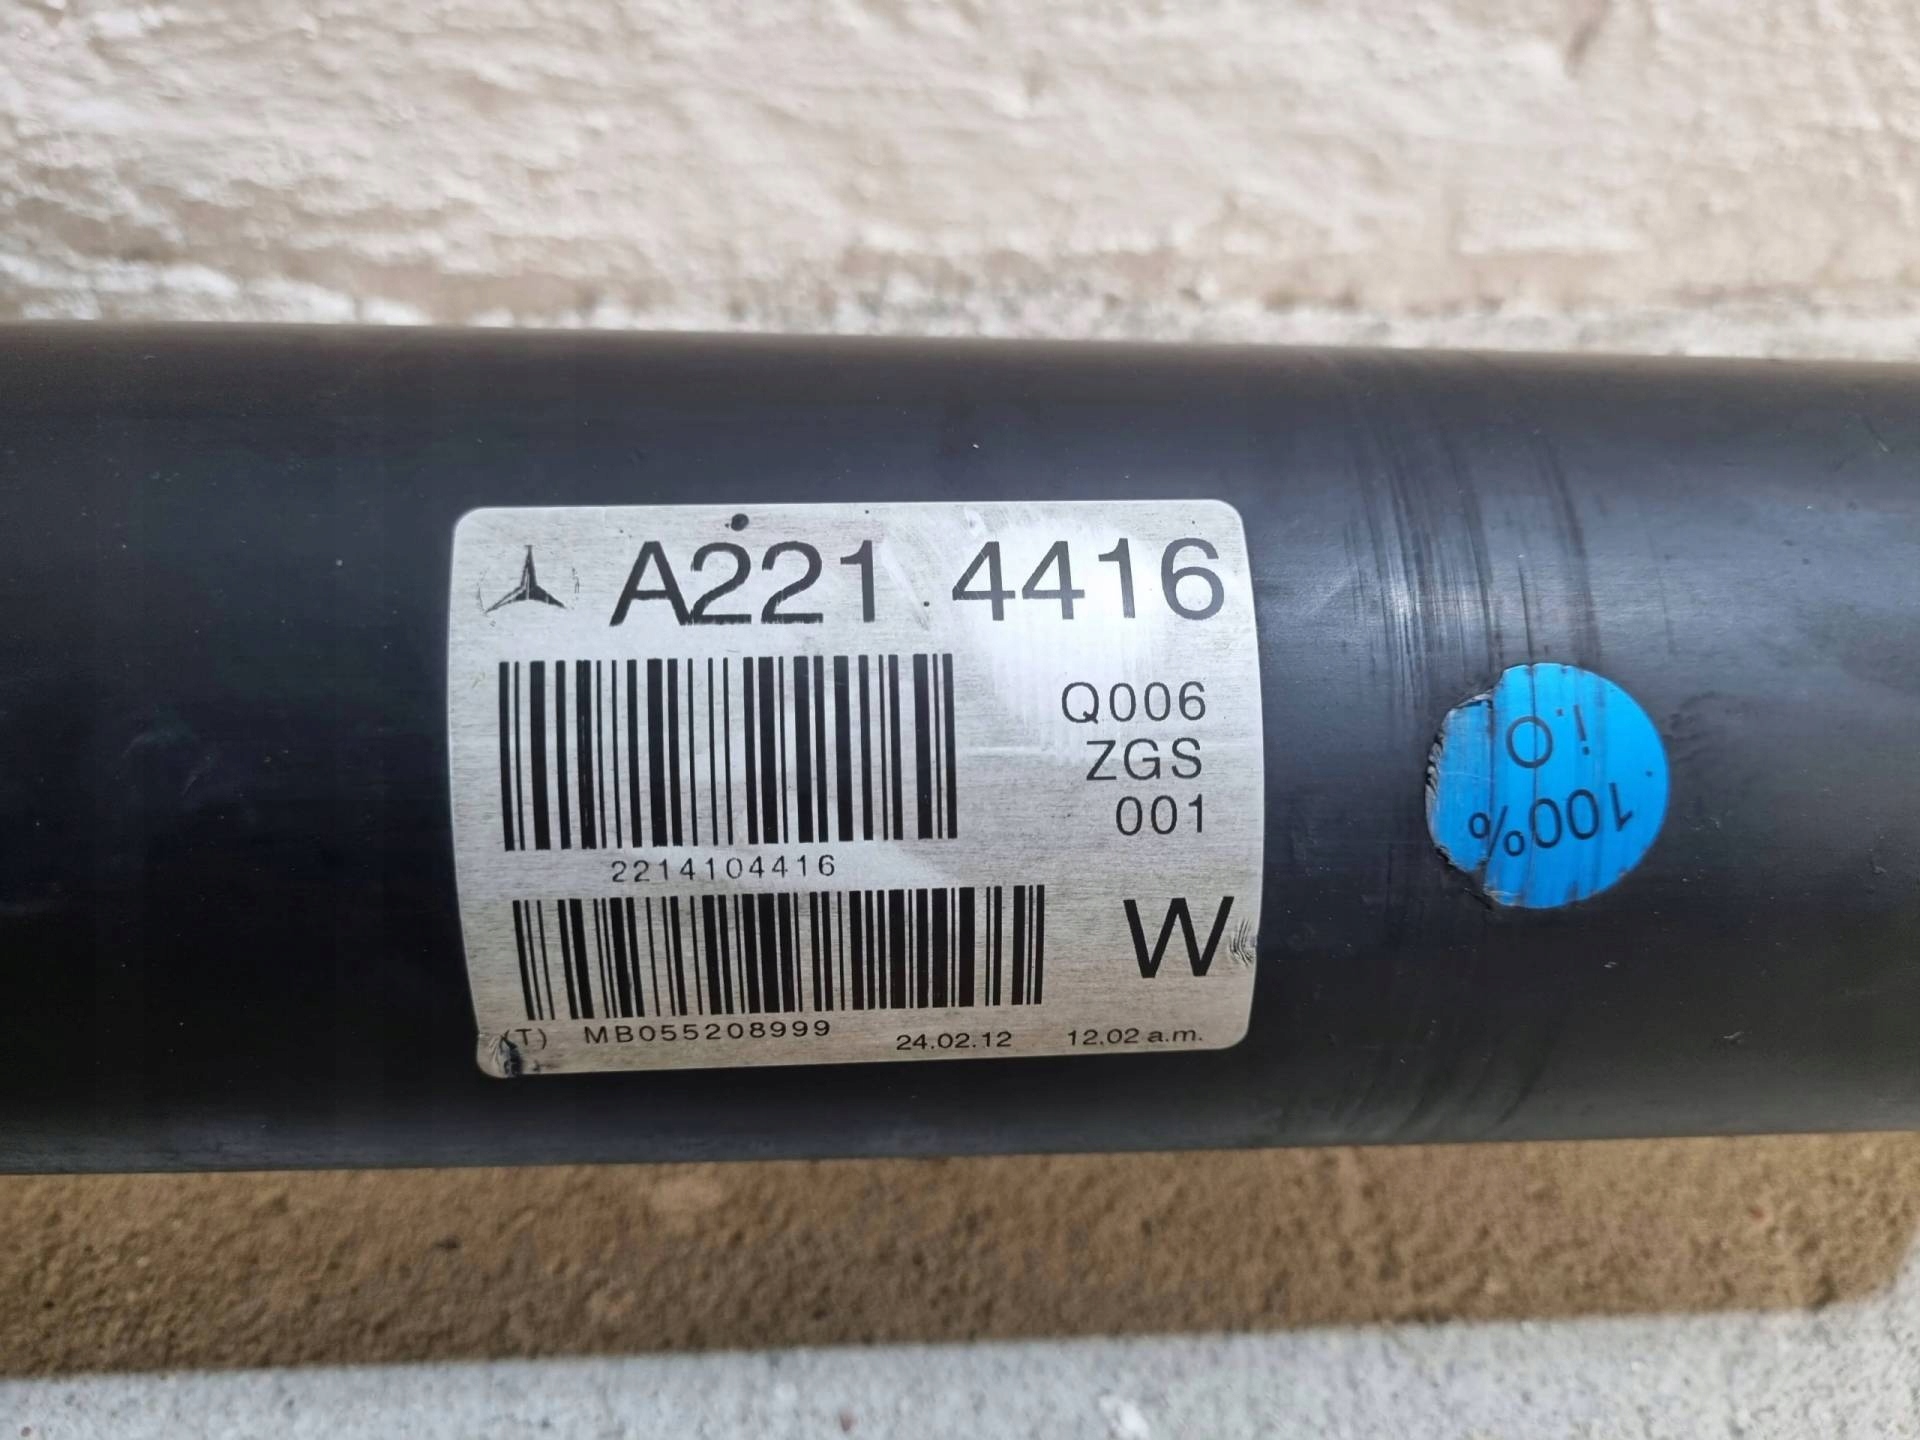 A221 4416
Q006
ZGS
001
2214104416
W
(T) MB055208999 24.02.12 12.02 a.m.
100%
i.O